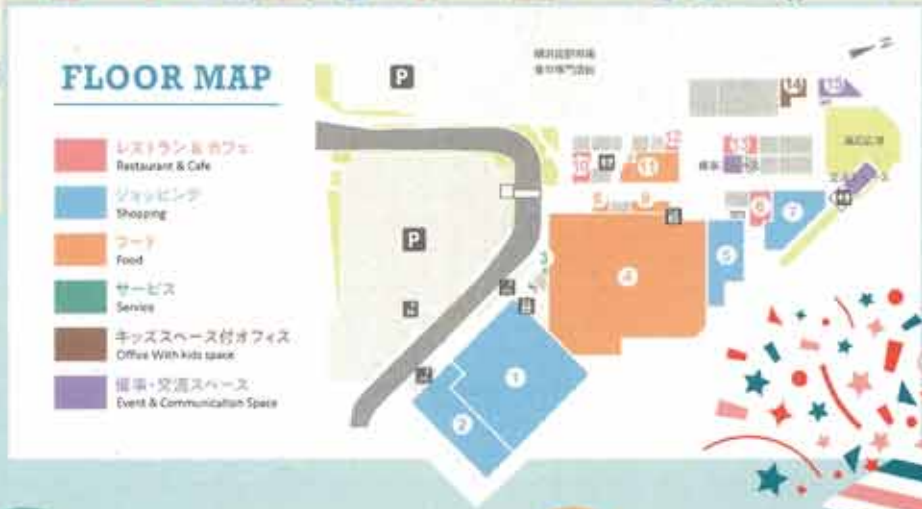 FLOOR MAP
レストラン & カフェ
Restaurant & Cafe
ショッピング
Shopping
フード
Food
サービス
Service
キッズスペース付オフィス
Office With kids space
催事・交流スペース
Event & Communication Space
P
P
N
14
15
13
12
10
11
6
7
9
5
4
3
1
2